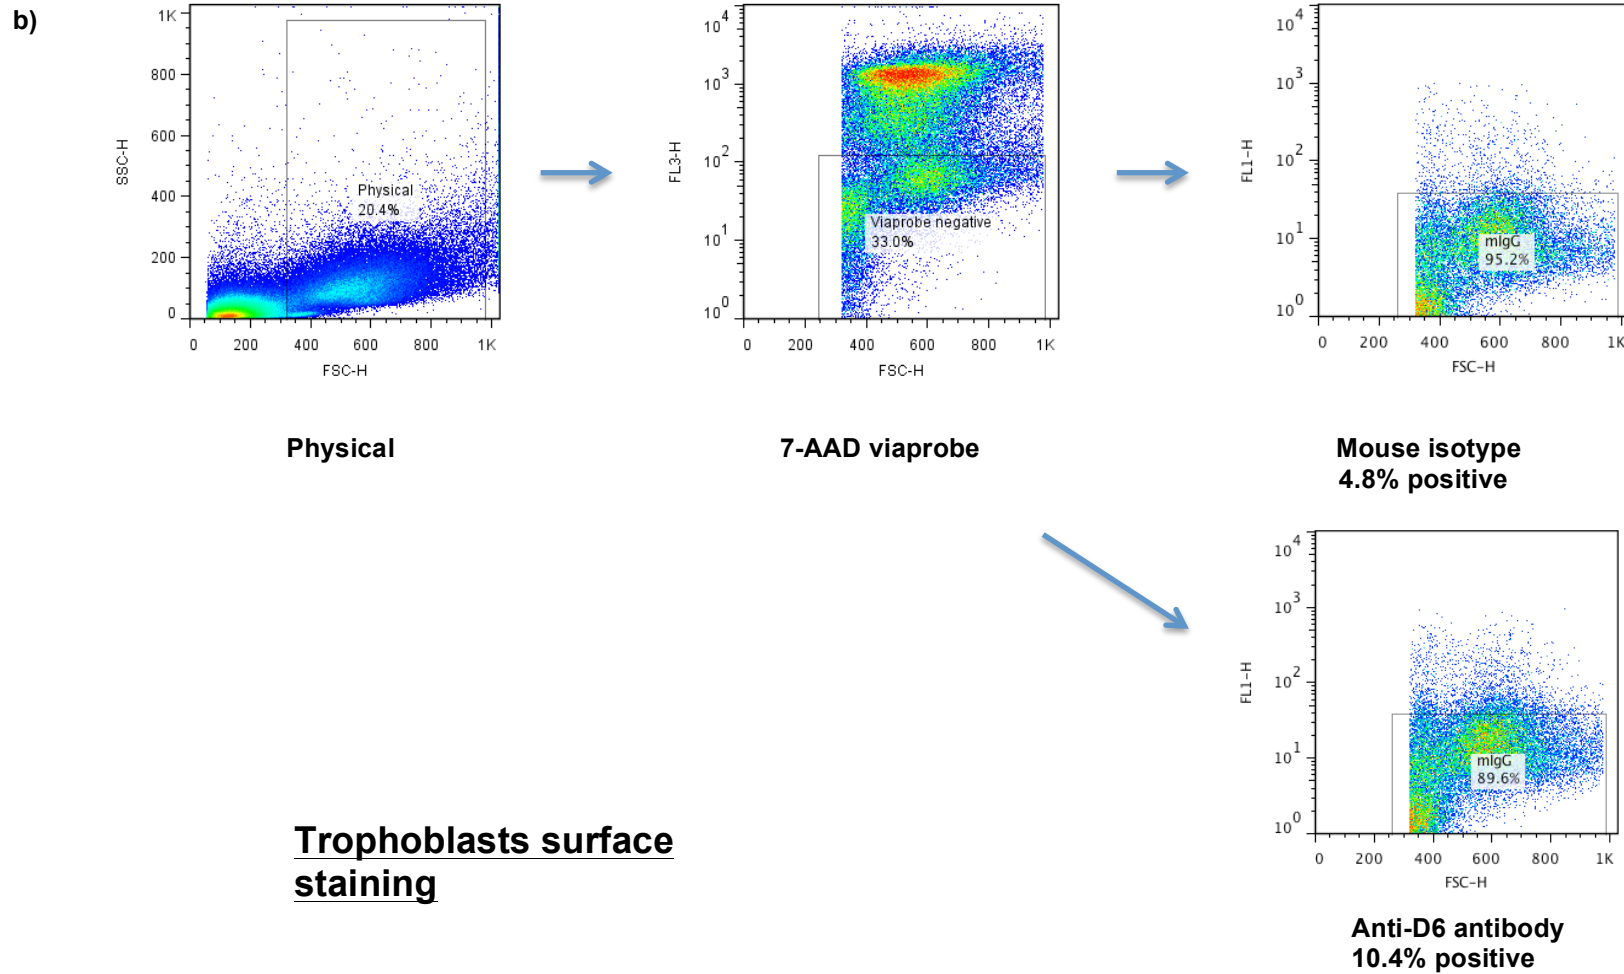 b)
1K
800
600
400
200
0
SSC-H
Physical
20.4%
0 200 400 600 800 1K
FSC-H
Physical
10^4
10^3
10^2
10^1
10^0
FL3-H
Viaprobe negative
33.0%
0 200 400 600 800 1K
FSC-H
7-AAD viaprobe
10^4
10^3
10^2
10^1
10^0
FL1-H
mIgG
95.2%
0 200 400 600 800 1K
FSC-H
Mouse isotype
4.8% positive
10^4
10^3
10^2
10^1
10^0
FL1-H
mIgG
89.6%
0 200 400 600 800 1K
FSC-H
Anti-D6 antibody
10.4% positive
Trophoblasts surface
staining